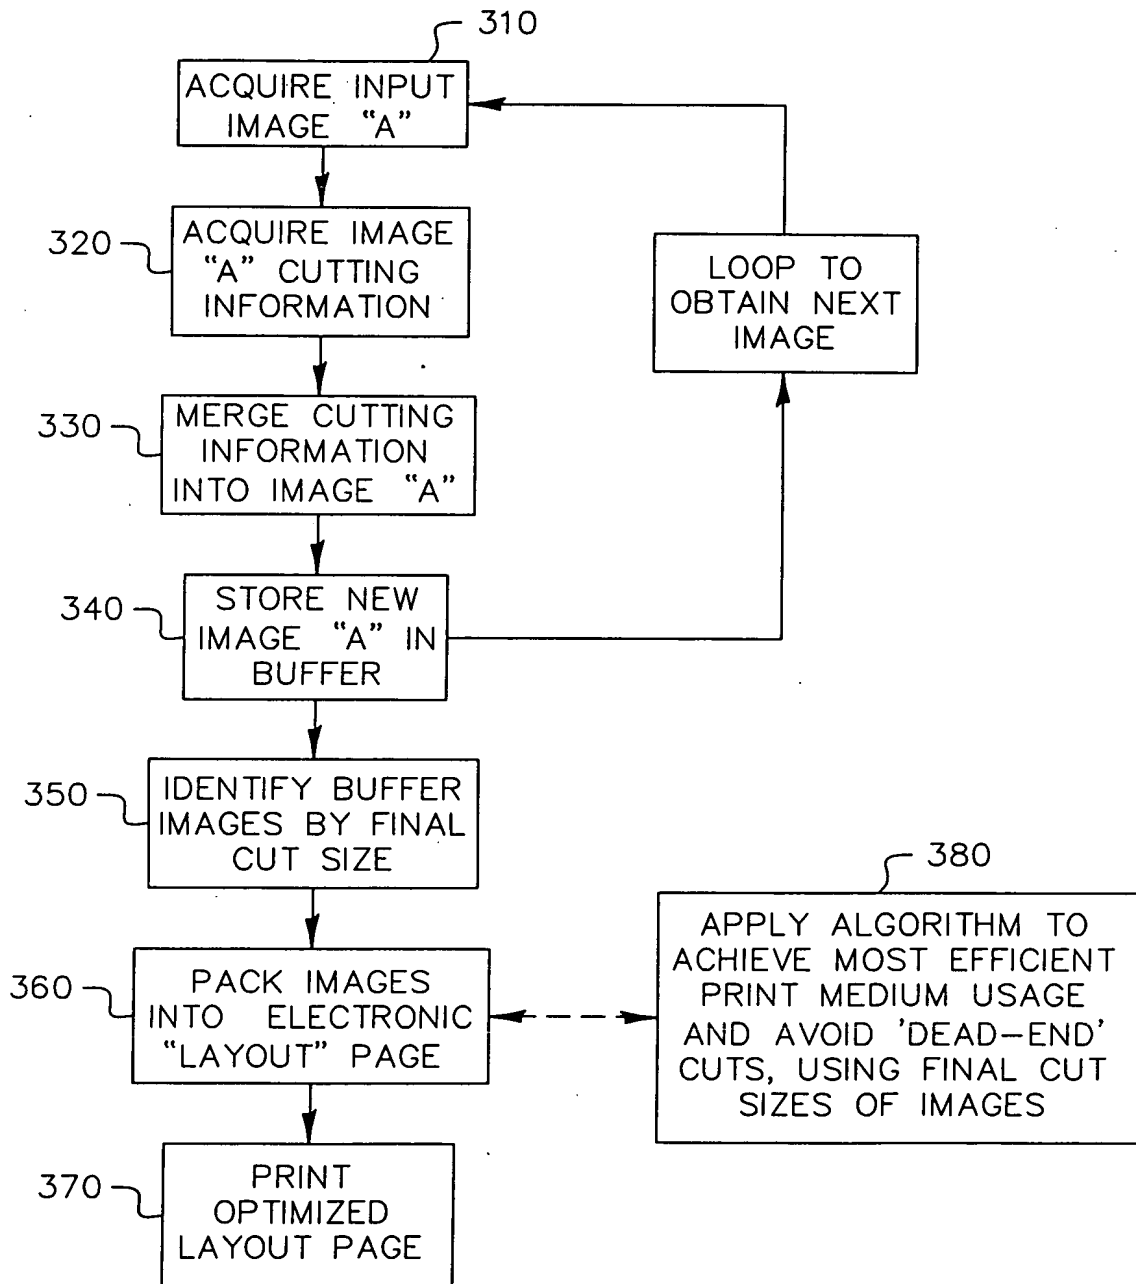 310
ACQUIRE INPUT
IMAGE “A”
320
ACQUIRE IMAGE
“A” CUTTING
INFORMATION
LOOP TO
OBTAIN NEXT
IMAGE
330
MERGE CUTTING
INFORMATION
INTO IMAGE “A”
340
STORE NEW
IMAGE “A” IN
BUFFER
350
IDENTIFY BUFFER
IMAGES BY FINAL
CUT SIZE
360
PACK IMAGES
INTO ELECTRONIC
“LAYOUT” PAGE
380
APPLY ALGORITHM TO
ACHIEVE MOST EFFICIENT
PRINT MEDIUM USAGE
AND AVOID 'DEAD–END'
CUTS, USING FINAL CUT
SIZES OF IMAGES
370
PRINT
OPTIMIZED
LAYOUT PAGE